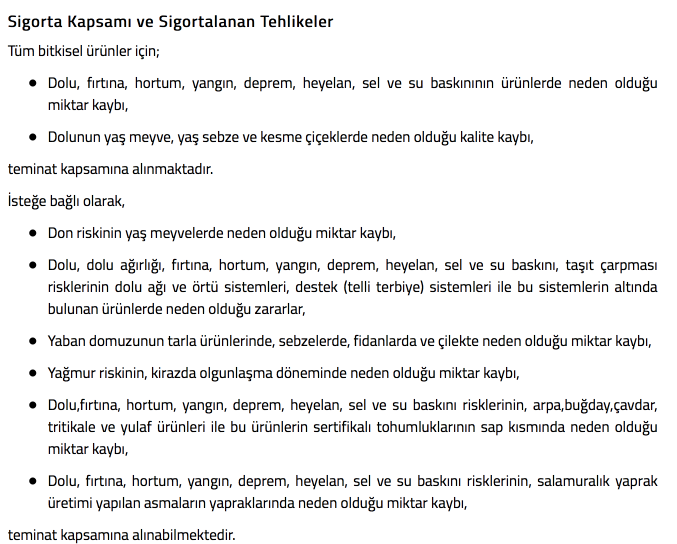 Sigorta Kapsamı ve Sigortalanan Tehlikeler
Tüm bitkisel ürünler için;
● Dolu, fırtına, hortum, yangın, deprem, heyelan, sel ve su baskınının ürünlerde neden olduğu
miktar kaybı,
● Dolunun yaş meyve, yaş sebze ve kesme çiçeklerde neden olduğu kalite kaybı,
teminat kapsamına alınmaktadır.
İsteğe bağlı olarak,
● Don riskinin yaş meyvelerde neden olduğu miktar kaybı,
● Dolu, dolu ağırlığı, fırtına, hortum, yangın, deprem, heyelan, sel ve su baskını, taşıt çarpması
risklerinin dolu ağı ve örtü sistemleri, destek (telli terbiye) sistemleri ile bu sistemlerin altında
bulunan ürünlerde neden olduğu zararlar,
● Yaban domuzunun tarla ürünlerinde, sebzelerde, fidanlarda ve çilekte neden olduğu miktar kaybı,
● Yağmur riskinin, kirazda olgunlaşma döneminde neden olduğu miktar kaybı,
● Dolu,fırtına, hortum, yangın, deprem, heyelan, sel ve su baskını risklerinin, arpa,buğday,çavdar,
tritikale ve yulaf ürünleri ile bu ürünlerin sertifikalı tohumluklarının sap kısmında neden olduğu
miktar kaybı,
● Dolu, fırtına, hortum, yangın, deprem, heyelan, sel ve su baskını risklerinin, salamuralık yaprak
üretimi yapılan asmaların yapraklarında neden olduğu miktar kaybı,
teminat kapsamına alınabilmektedir.